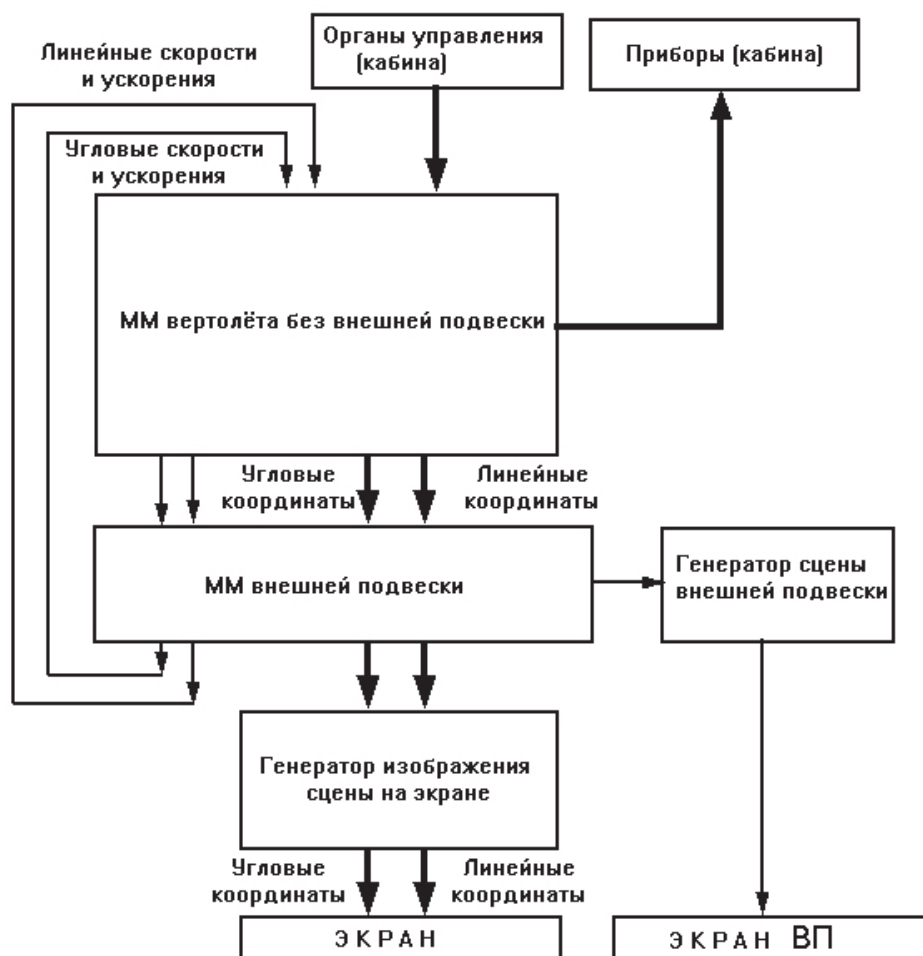 Линейные скорости
и ускорения
Органы управления
(кабина)
Приборы (кабина)
Угловые скорости
и ускорения
ММ вертолёта без внешней подвески
Угловые
координаты
Линейные
координаты
ММ внешней подвески
Генератор сцены
внешней подвески
Генератор изображения
сцены на экране
Угловые
координаты
Линейные
координаты
ЭКРАН
ЭКРАН ВП